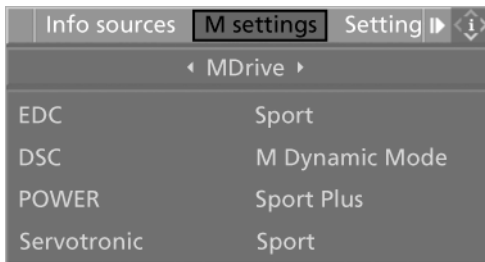 Info sources M settings Setting i
MDrive
EDC Sport
DSC M Dynamic Mode
POWER Sport Plus
Servotronic Sport